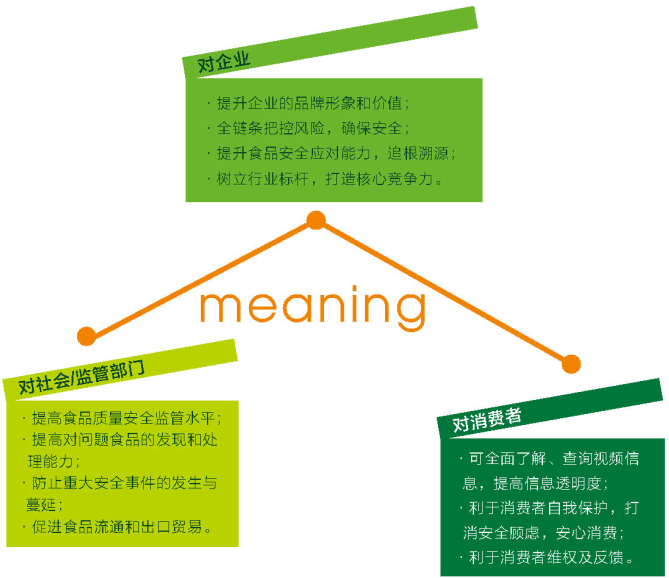 对企业
· 提升企业的品牌形象和价值；
· 全链条把控风险，确保安全；
· 提升食品安全应对能力，追根溯源；
· 树立行业标杆，打造核心竞争力。
meaning
对社会/监管部门
· 提高食品质量安全监管水平；
· 提高对问题食品的发现和处
理能力；
· 防止重大安全事件的发生与
蔓延；
· 促进食品流通和出口贸易。
对消费者
· 可全面了解、查询视频信
息，提高信息透明度；
· 利于消费者自我保护，打
消安全顾虑，安心消费；
· 利于消费者维权及反馈。